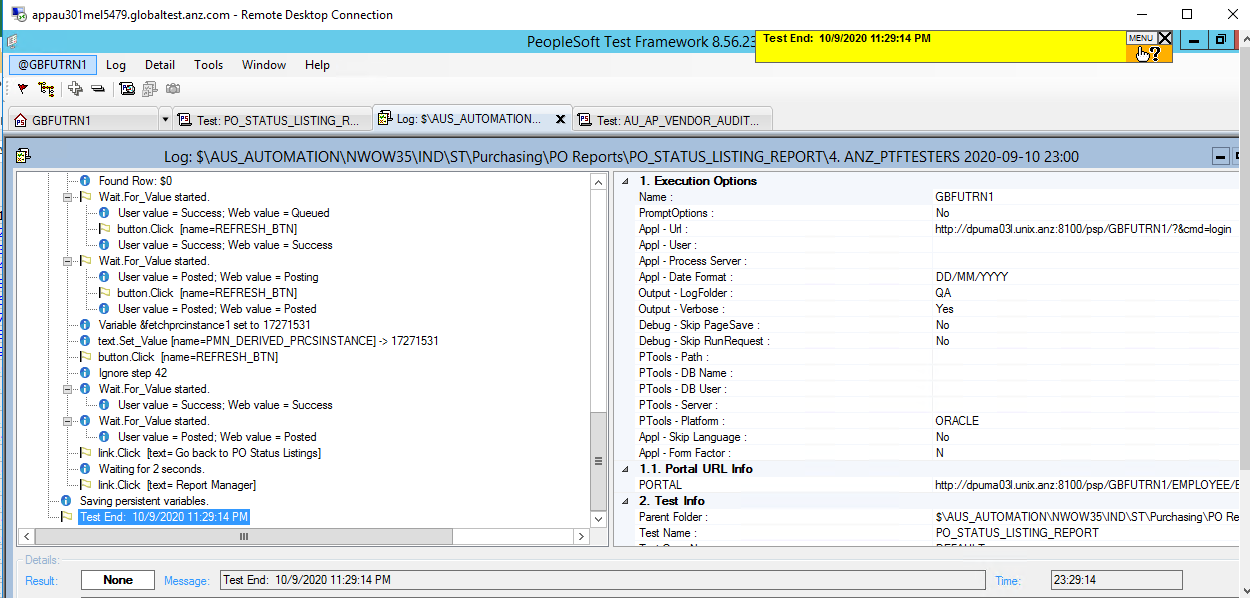 appau301mel5479.globaltest.anz.com - Remote Desktop Connection
PeopleSoft Test Framework 8.56.23
Test End: 10/9/2020 11:29:14 PM
MENU
@GBFUTRN1 Log Detail Tools Window Help
GBFUTRN1
Test: PO_STATUS_LISTING_R...
Log: $\AUS_AUTOMATION...
Test: AU_AP_VENDOR_AUDIT...
Log: $\AUS_AUTOMATION\NWOW35\IND\ST\Purchasing\PO Reports\PO_STATUS_LISTING_REPORT\4. ANZ_PTFTESTERS 2020-09-10 23:00
Found Row: $0
Wait.For_Value started.
User value = Success; Web value = Queued
button.Click [name=REFRESH_BTN]
User value = Success; Web value = Success
Wait.For_Value started.
User value = Posted; Web value = Posting
button.Click [name=REFRESH_BTN]
User value = Posted; Web value = Posted
Variable &fetchprcinstance1 set to 17271531
text.Set_Value [name=PMN_DERIVED_PRCSINSTANCE] -> 17271531
button.Click [name=REFRESH_BTN]
Ignore step 42
Wait.For_Value started.
User value = Success; Web value = Success
Wait.For_Value started.
User value = Posted; Web value = Posted
link.Click [text= Go back to PO Status Listings]
Waiting for 2 seconds.
link.Click [text= Report Manager]
Saving persistent variables.
Test End: 10/9/2020 11:29:14 PM
1. Execution Options
Name : GBFUTRN1
PromptOptions : No
Appl - Url : http://dpuma03l.unix.anz:8100/psp/GBFUTRN1/?&cmd=login
Appl - User :
Appl - Process Server :
Appl - Date Format : DD/MM/YYYY
Output - LogFolder : QA
Output - Verbose : Yes
Debug - Skip PageSave : No
Debug - Skip RunRequest : No
PTools - Path :
PTools - DB Name :
PTools - DB User :
PTools - Server :
PTools - Platform : ORACLE
Appl - Skip Language : No
Appl - Form Factor : N
1.1. Portal URL Info
PORTAL http://dpuma03l.unix.anz:8100/psp/GBFUTRN1/EMPLOYEE/E
2. Test Info
Parent Folder : $\AUS_AUTOMATION\NWOW35\IND\ST\Purchasing\PO Re
Test Name : PO_STATUS_LISTING_REPORT
Details:
Result: None Message: Test End: 10/9/2020 11:29:14 PM Time: 23:29:14